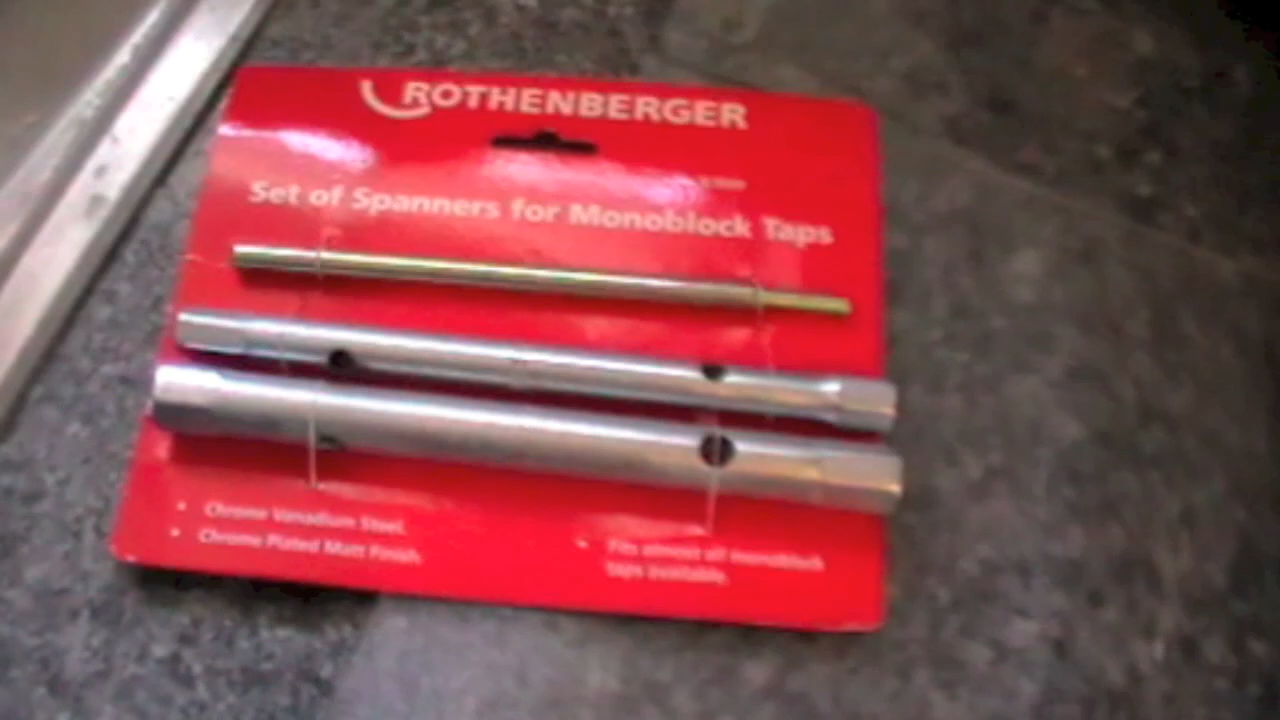 ROTHENBERGER
Set of Spanners for Monoblock Taps
• Chrome Vanadium Steel.
• Chrome Plated Matt Finish.
• Fits almost all monoblock
taps available.